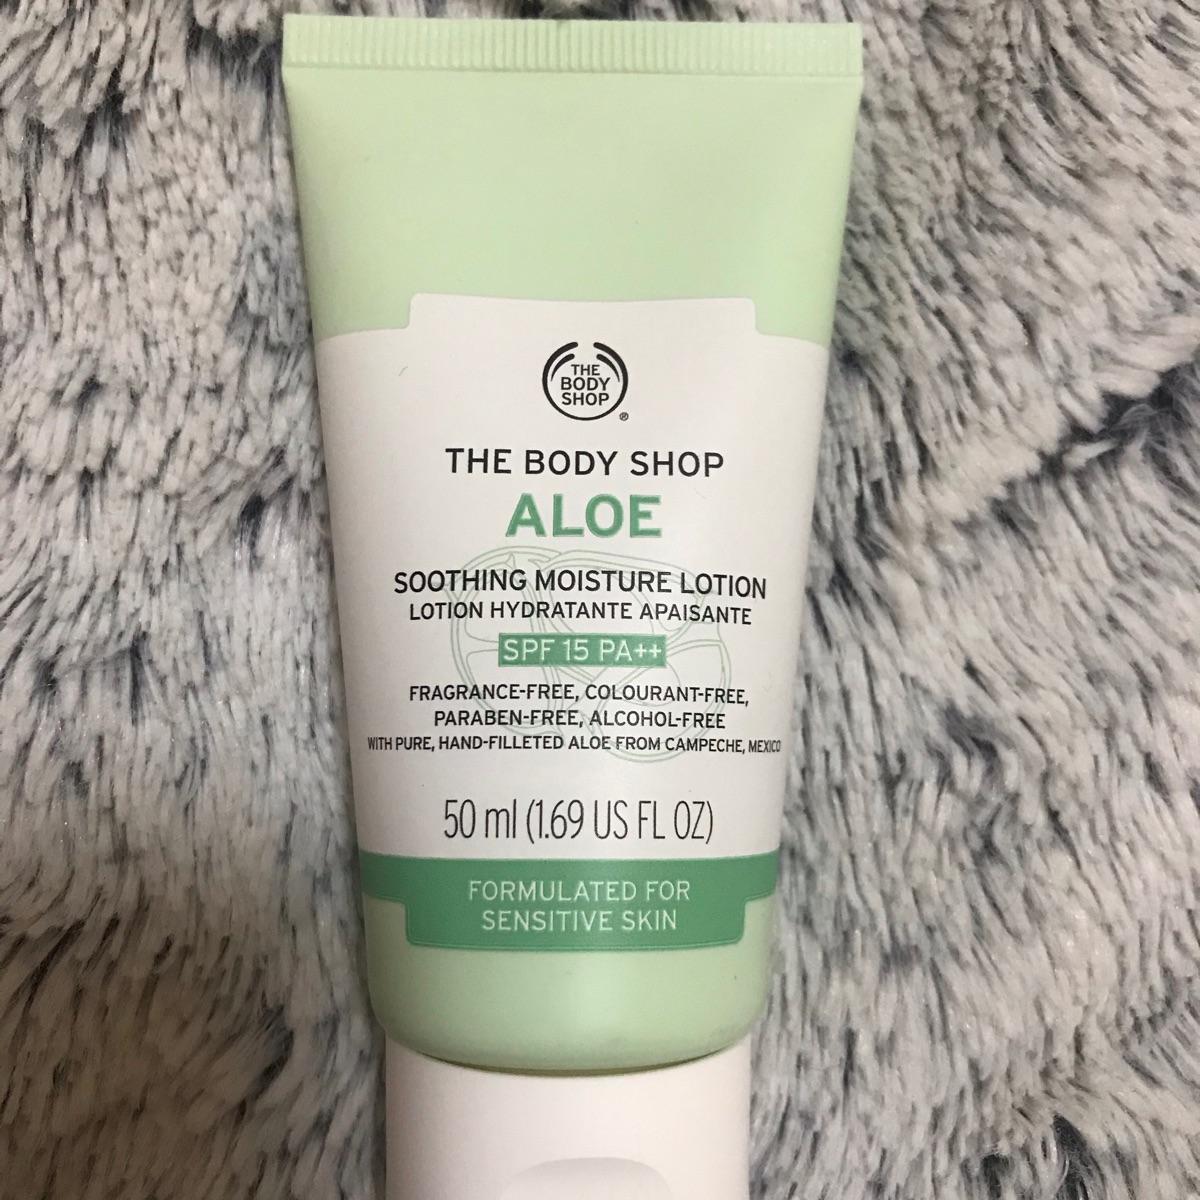 THE
BODY
SHOP
®
THE BODY SHOP
ALOE
SOOTHING MOISTURE LOTION
LOTION HYDRATANTE APAISANTE
SPF 15 PA++
FRAGRANCE-FREE, COLOURANT-FREE,
PARABEN-FREE, ALCOHOL-FREE
WITH PURE, HAND-FILLETED ALOE FROM CAMPECHE, MEXICO
50 ml (1.69 US FL OZ)
FORMULATED FOR
SENSITIVE SKIN